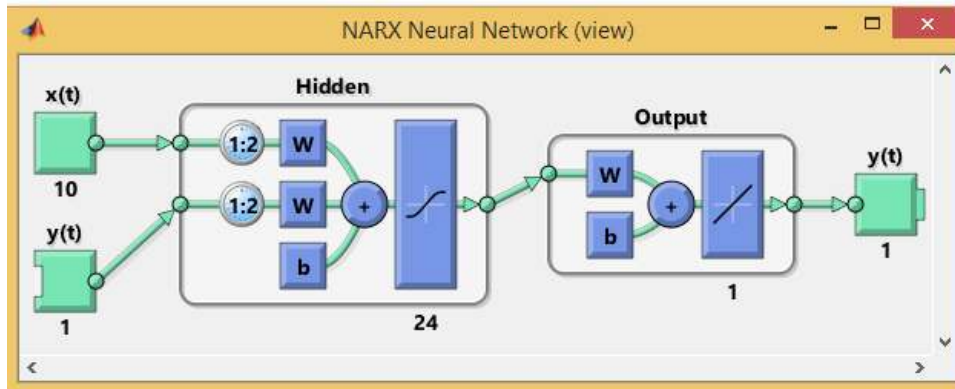 NARX Neural Network (view)
Hidden
x(t)
1:2
W
10
y(t)
1:2
W
+
b
1
24
Output
W
b
+
1
y(t)
1